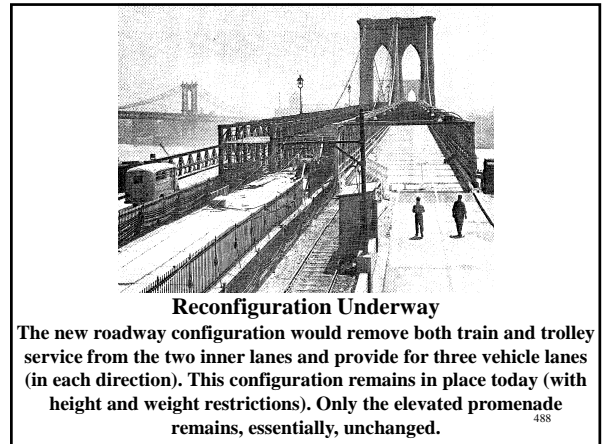 Reconfiguration Underway
The new roadway configuration would remove both train and trolley
service from the two inner lanes and provide for three vehicle lanes
(in each direction). This configuration remains in place today (with
height and weight restrictions). Only the elevated promenade
remains, essentially, unchanged.
488